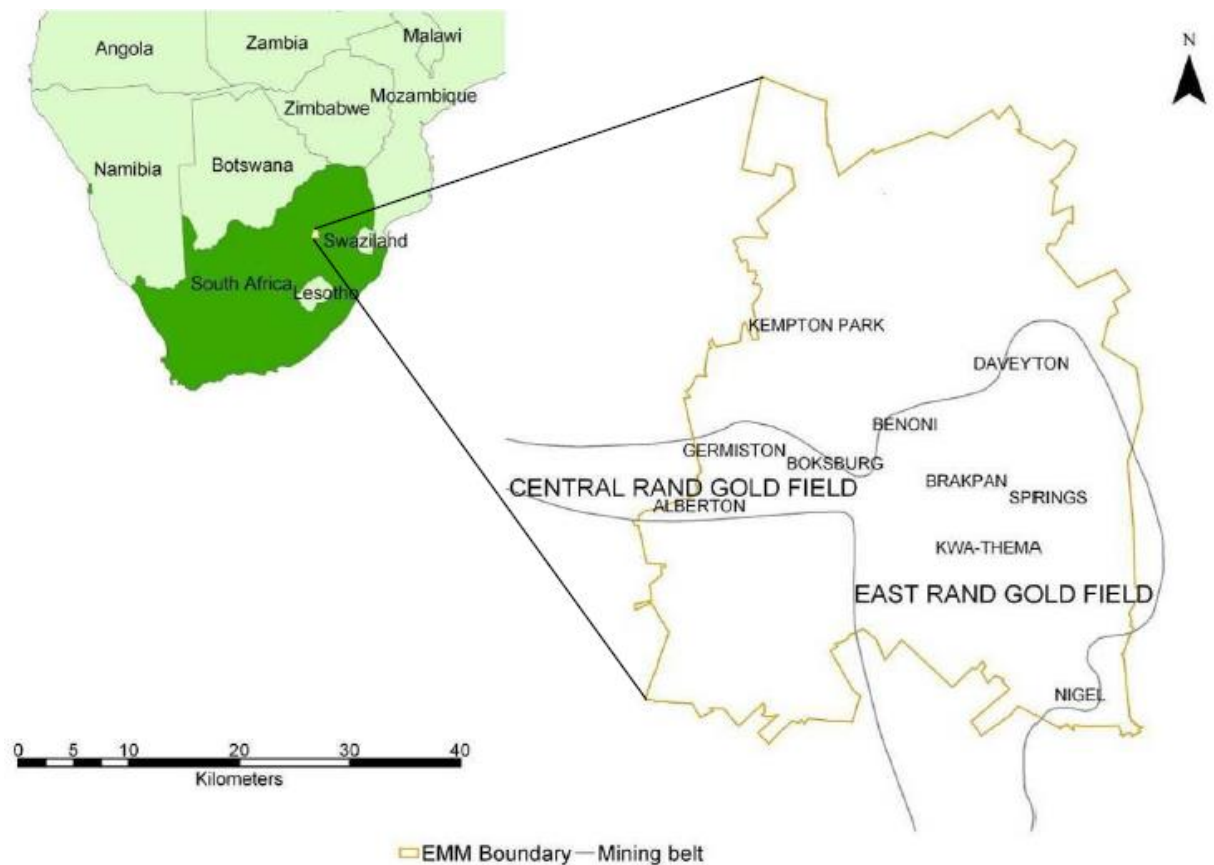 Angola
Zambia
Malawi
Zimbabwe
Mozambique
Namibia
Botswana
Swaziland
South Africa
Lesotho
N
KEMPTON PARK
DAVEYTON
BENONI
GERMISTON
BOKSBURG
BRAKPAN
CENTRAL RAND GOLD FIELD
SPIRINGS
ALBERTON
KWA-THEMA
EAST RAND GOLD FIELD
NIGEL
0 5 10 20 30 40
Kilometers
EMM Boundary Mining belt